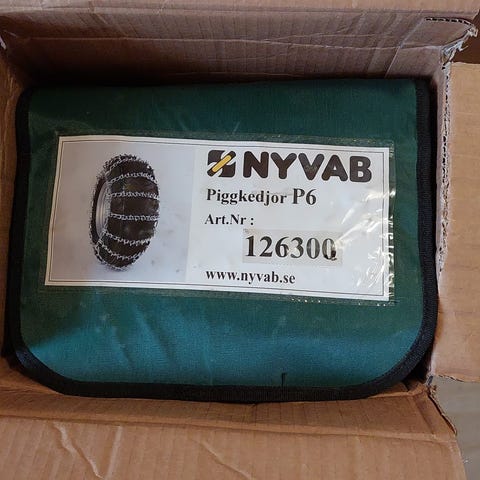 NYVAB
Piggkedjor P6
Art.Nr :
126300
www.nyvab.se